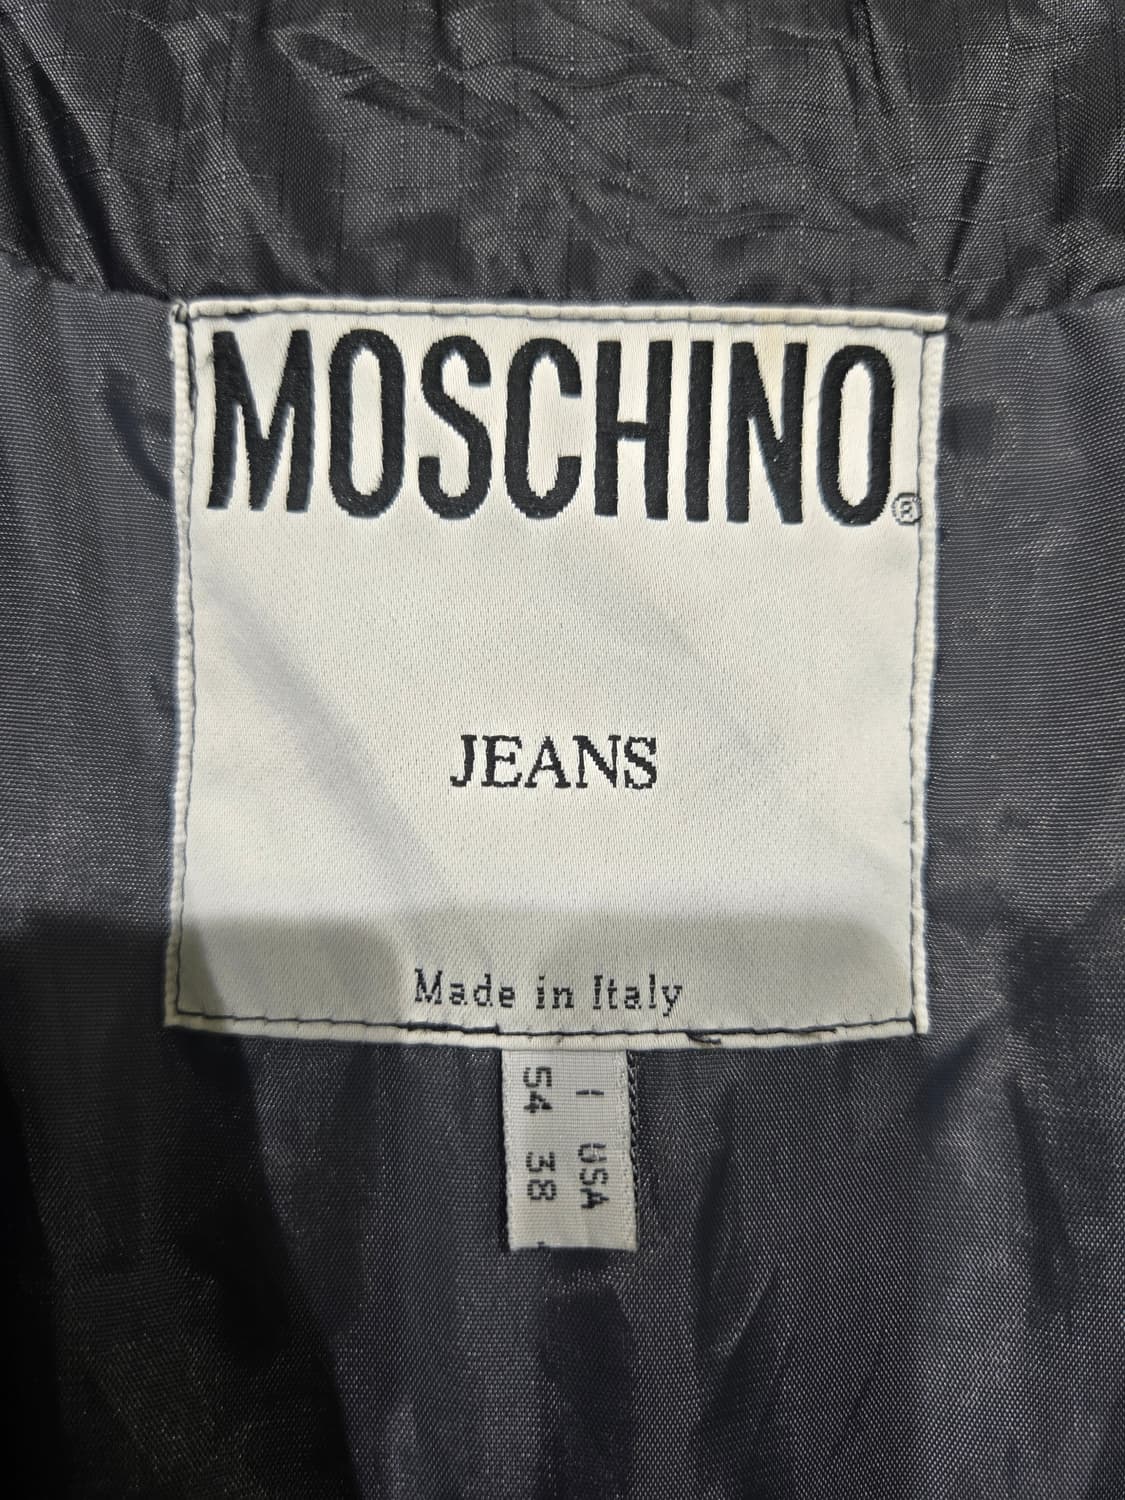 MOSCHINO®
JEANS
Made in Italy
I USA
54 38